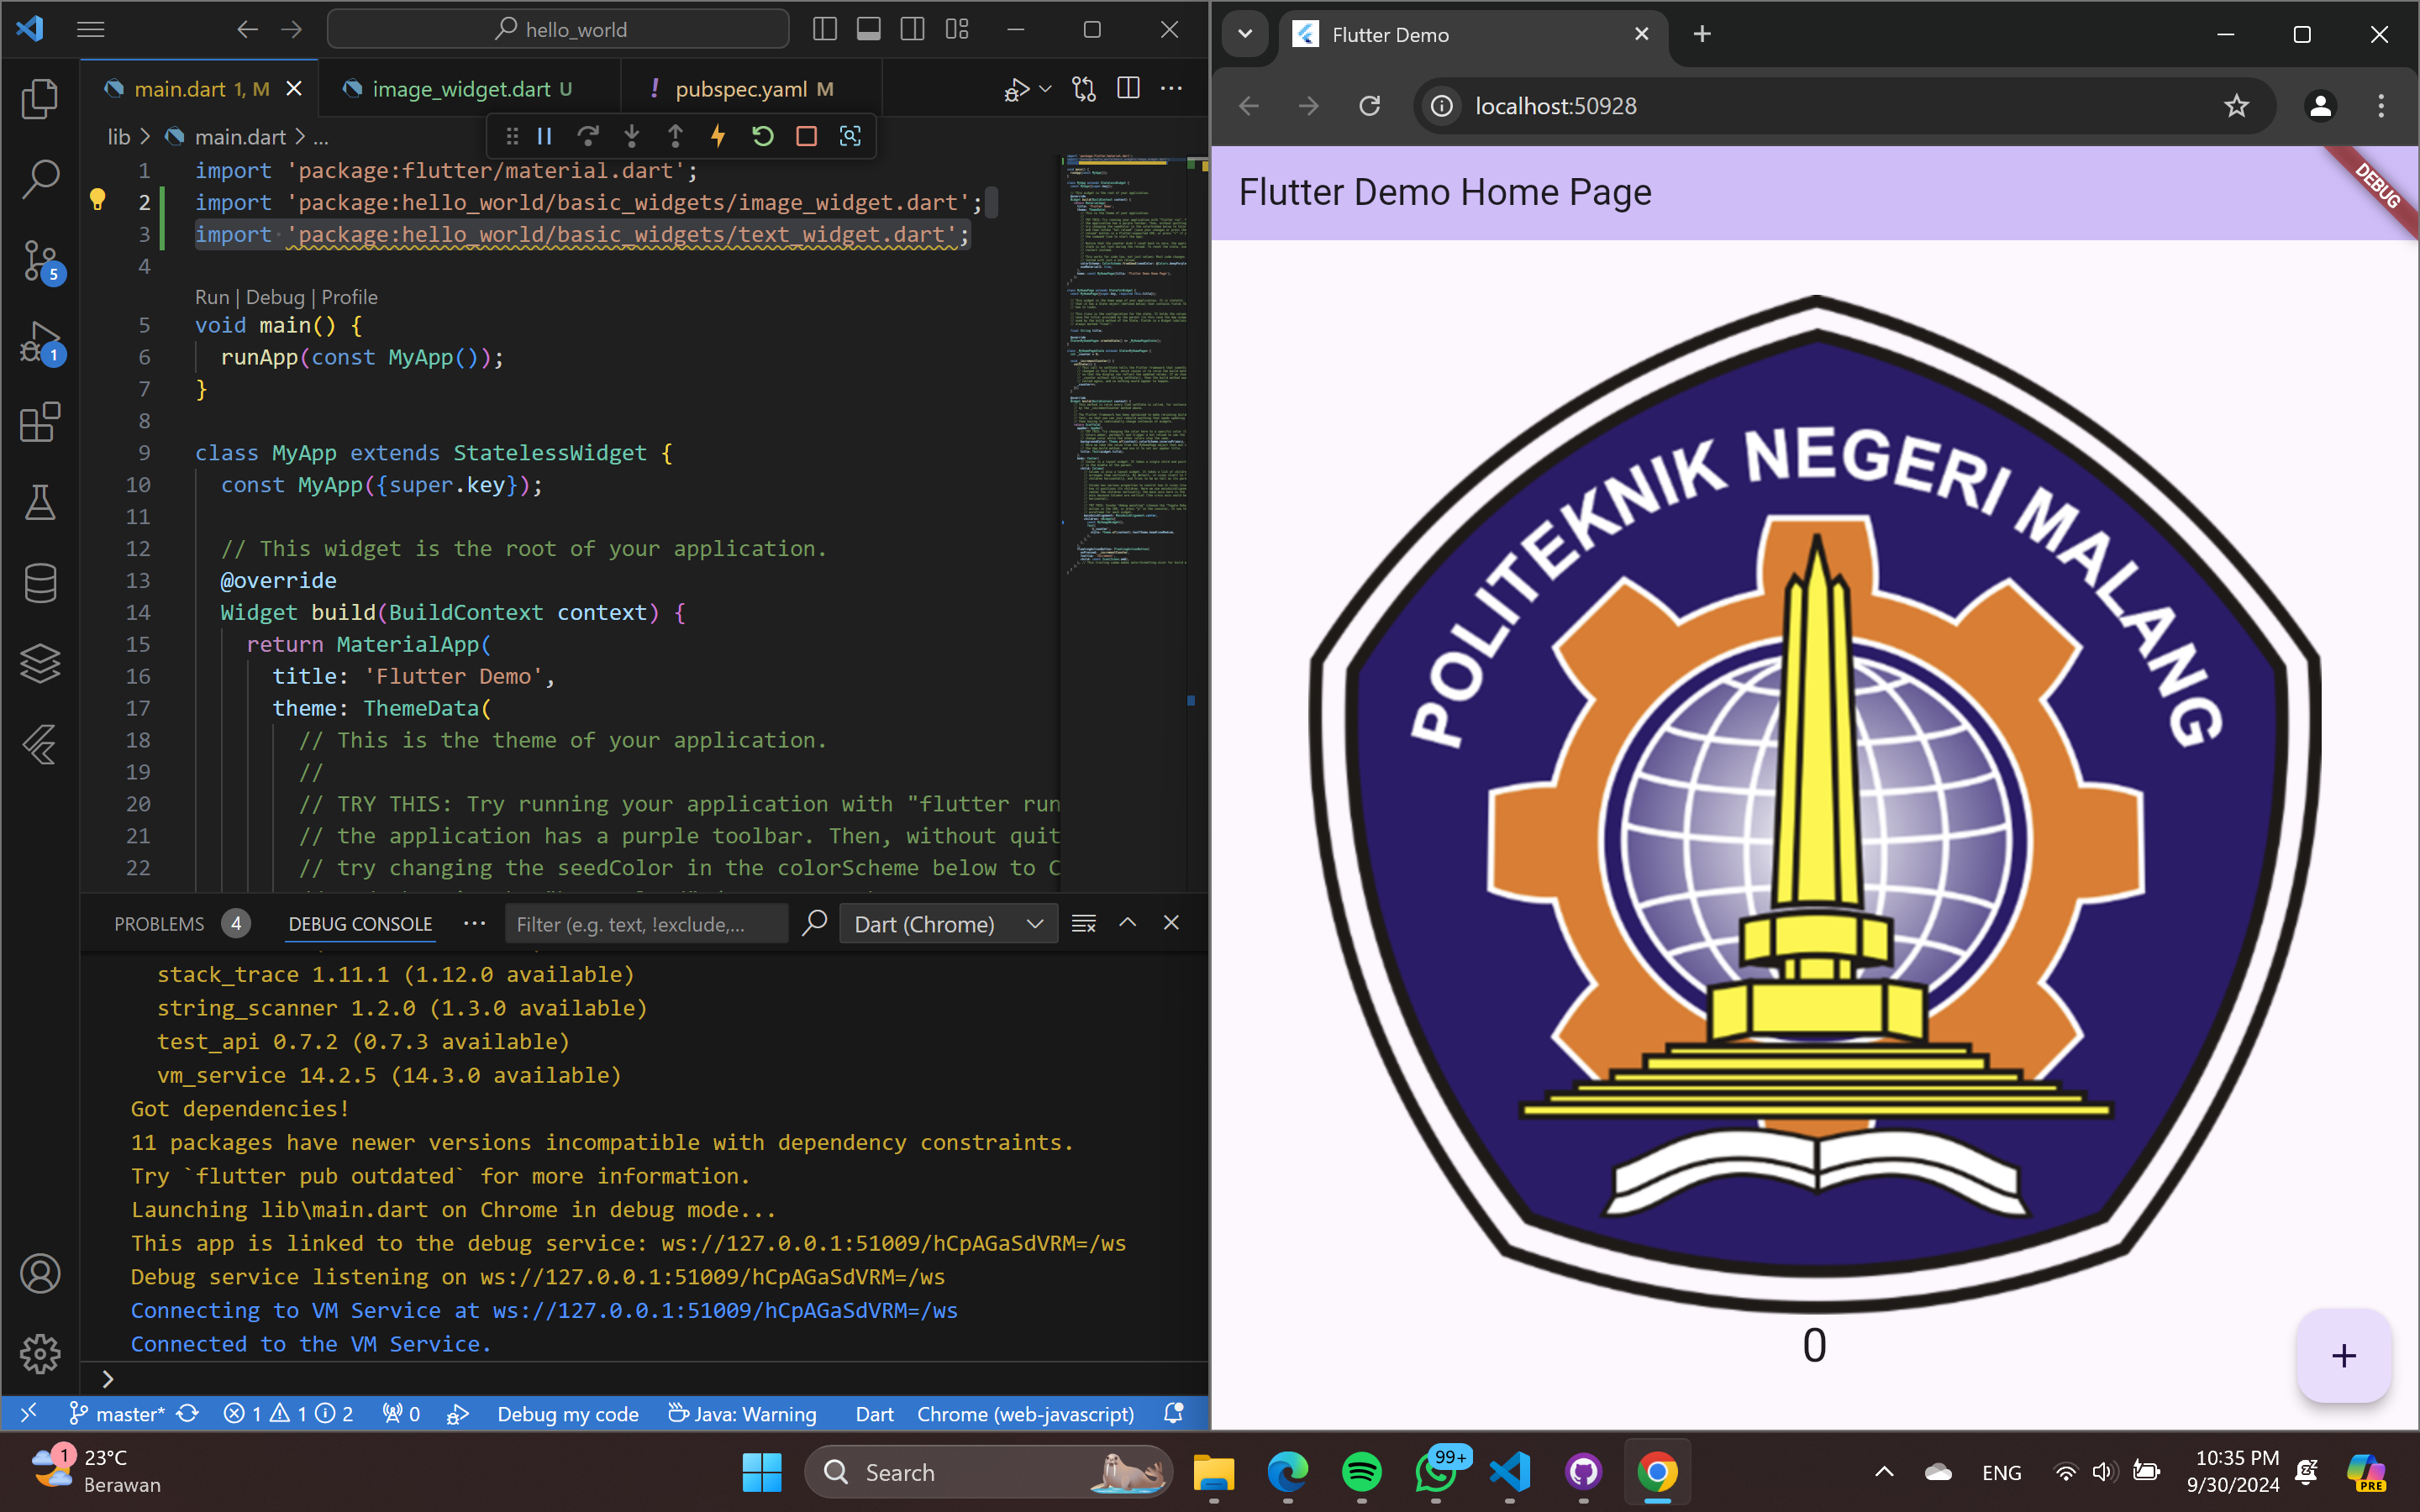 hello_world
main.dart 1, M
image_widget.dart U
! pubspec.yaml M
lib > main.dart > ...
1 import 'package:flutter/material.dart';
2 import 'package:hello_world/basic_widgets/image_widget.dart';
3 import 'package:hello_world/basic_widgets/text_widget.dart';
4
Run | Debug | Profile
5 void main() {
6 runApp(const MyApp());
7 }
8
9 class MyApp extends StatelessWidget {
10 const MyApp({super.key});
11
12 // This widget is the root of your application.
13 @override
14 Widget build(BuildContext context) {
15 return MaterialApp(
16 title: 'Flutter Demo',
17 theme: ThemeData(
18 // This is the theme of your application.
19 //
20 // TRY THIS: Try running your application with "flutter run
21 // the application has a purple toolbar. Then, without quit
22 // try changing the seedColor in the colorScheme below to C
5
1
PROBLEMS 4
DEBUG CONSOLE
...
Filter (e.g. text, !exclude,...
Dart (Chrome)
stack_trace 1.11.1 (1.12.0 available)
string_scanner 1.2.0 (1.3.0 available)
test_api 0.7.2 (0.7.3 available)
vm_service 14.2.5 (14.3.0 available)
Got dependencies!
11 packages have newer versions incompatible with dependency constraints.
Try `flutter pub outdated` for more information.
Launching lib\main.dart on Chrome in debug mode...
This app is linked to the debug service: ws://127.0.0.1:51009/hCpAGaSdVRM=/ws
Debug service listening on ws://127.0.0.1:51009/hCpAGaSdVRM=/ws
Connecting to VM Service at ws://127.0.0.1:51009/hCpAGaSdVRM=/ws
Connected to the VM Service.
>
master* 1 1 2 0 Debug my code Java: Warning Dart Chrome (web-javascript)
Flutter Demo
localhost:50928
Flutter Demo Home Page
DEBUG
POLITEKNIK NEGERI MALANG
0
+
1
23°C
Berawan
Search
99+
ENG
10:35 PM
9/30/2024
PRE